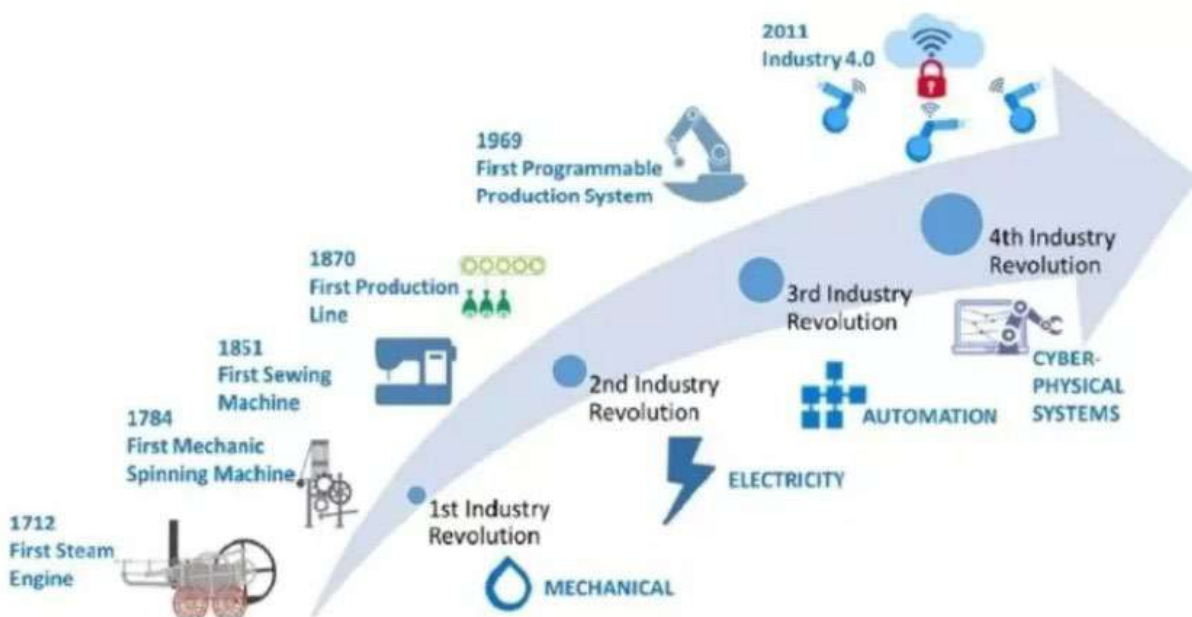 2011
Industry 4.0
1969
First Programmable
Production System
4th Industry
Revolution
1870
First Production
Line
3rd Industry
Revolution
1851
First Sewing
Machine
CYBER-
PHYSICAL
SYSTEMS
2nd Industry
Revolution
AUTOMATION
1784
First Mechanic
Spinning Machine
ELECTRICITY
1st Industry
Revolution
1712
First Steam
Engine
MECHANICAL